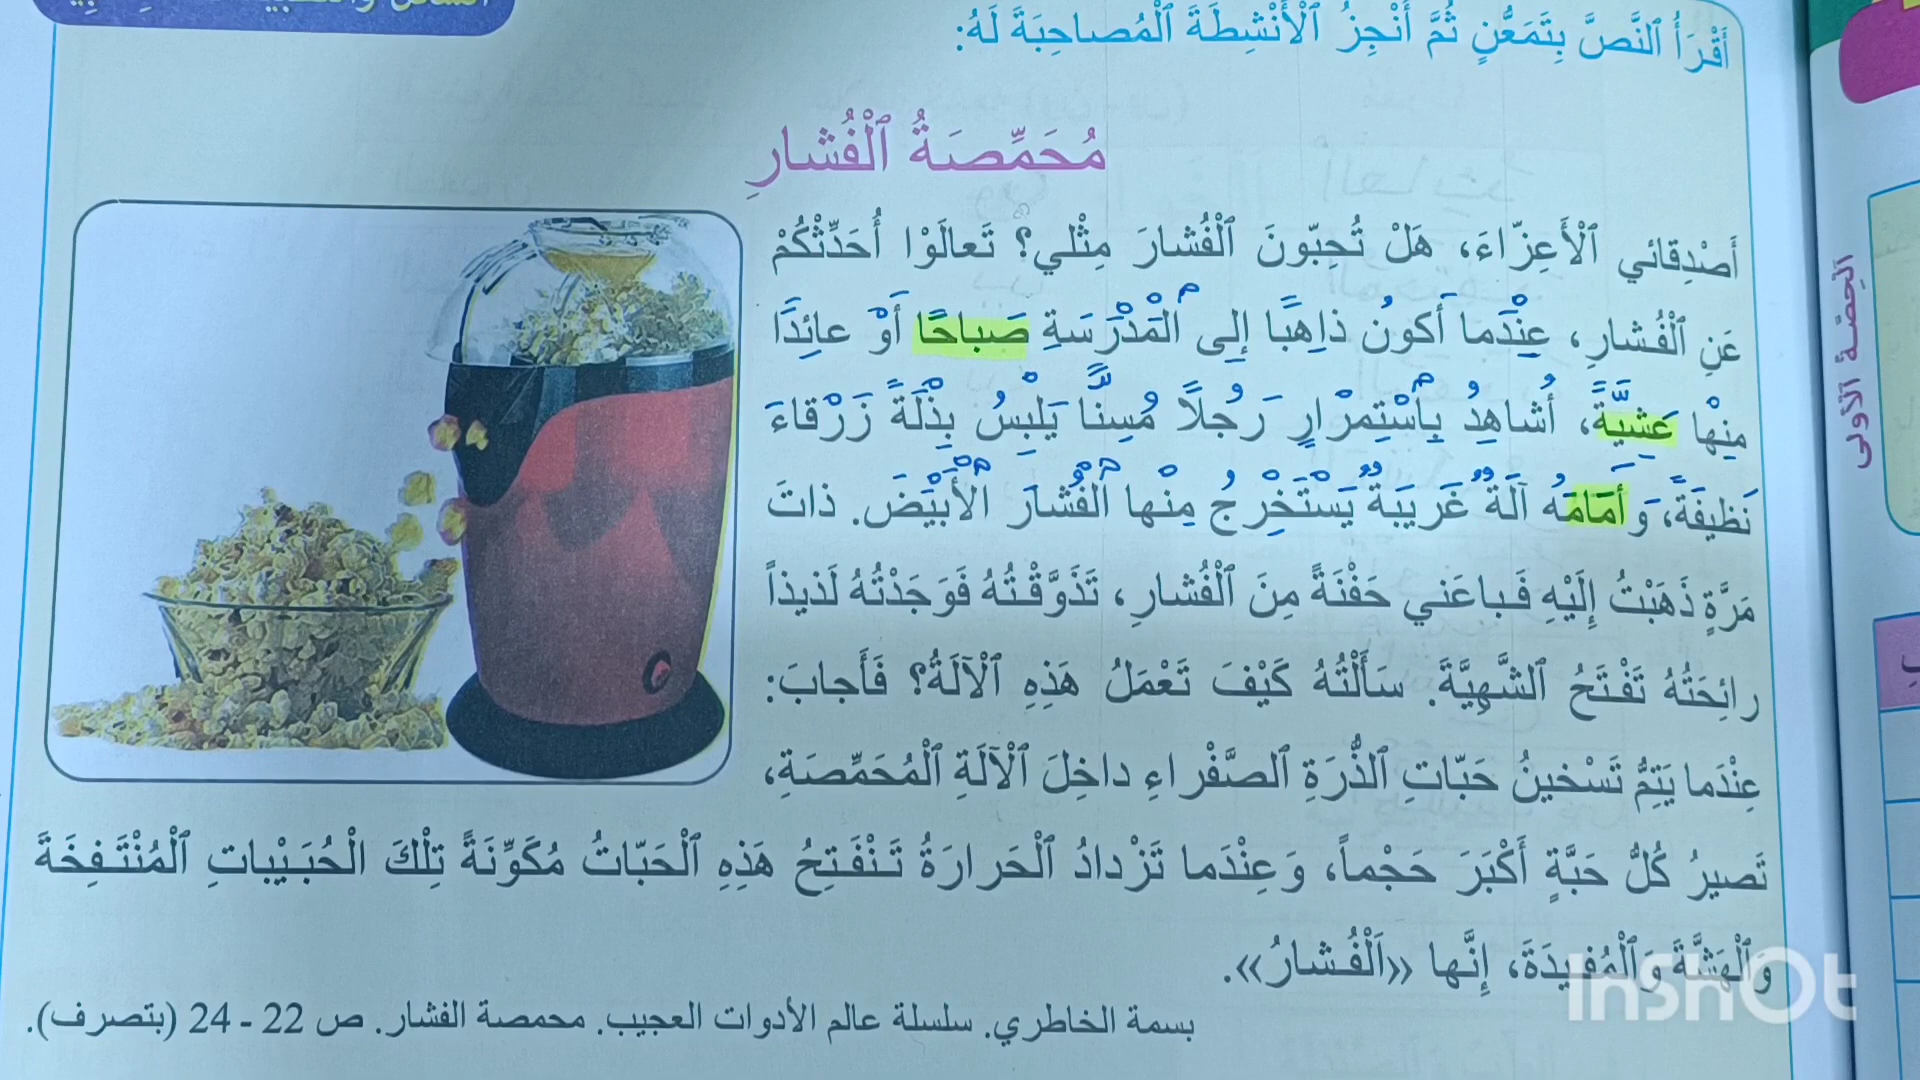 أَقْرَأُ ٱلنَّصَّ بِتَمَعُّنٍ ثُمَّ أُنْجِزُ ٱلْأَنْشِطَةَ ٱلْمُصاحِبَةَ لَهُ:
مُحَمِّصَةُ ٱلْفُشارِ
أَصْدِقائي ٱلْأَعِزّاءَ، هَلْ تُحِبّونَ ٱلْفُشارَ مِثْلي؟ تَعالَوْا أُحَدِّثْكُمْ
عَنِ ٱلْفُشارِ، عِنْدَما أَكونُ ذاهِبًا إِلى ٱلْمَدْرَسَةِ صَباحًا أَوْ عائِدًا
مِنْها عَشِيَّةً، أُشاهِدُ بِٱسْتِمْرارٍ رَجُلًا مُسِنًّا يَلْبِسُ بِذْلَةً زَرْقاءَ
نَظيفَةً، وَأَمامَهُ آلَةٌ غَريبَةٌ يَسْتَخْرِجُ مِنْها ٱلْفُشارَ ٱلْأَبْيَضَ. ذاتَ
مَرَّةٍ ذَهَبْتُ إِلَيْهِ فَباعَني حَفْنَةً مِنَ ٱلْفُشارِ، تَذَوَّقْتُهُ فَوَجَدْتُهُ لَذيذاً
رائِحَتُهُ تَفْتَحُ ٱلشَّهِيَّةَ. سَأَلْتُهُ كَيْفَ تَعْمَلُ هَذِهِ ٱلْآلَةُ؟ فَأَجابَ:
عِنْدَما يَتِمُّ تَسْخينُ حَبّاتِ ٱلذُّرَةِ ٱلصَّفْراءِ داخِلَ ٱلْآلَةِ ٱلْمُحَمِّصَةِ،
تَصيرُ كُلُّ حَبَّةٍ أَكْبَرَ حَجْماً، وَعِنْدَما تَزْدادُ ٱلْحَرارَةُ تَنْفَتِحُ هَذِهِ ٱلْحَبّاتُ مُكَوِّنَةً تِلْكَ الْحُبَيْباتِ ٱلْمُنْتَفِخَةَ
وَٱلْهَشَّةَ وَٱلْمُفيدَةَ، إِنَّها «اَلْفُشارُ».
بسمة الخاطري. سلسلة عالم الأدوات العجيب. محمصة الفشار. ص 22 - 24 (بتصرف).
اَلْحِصَّةُ ٱلْأولى
InShOt